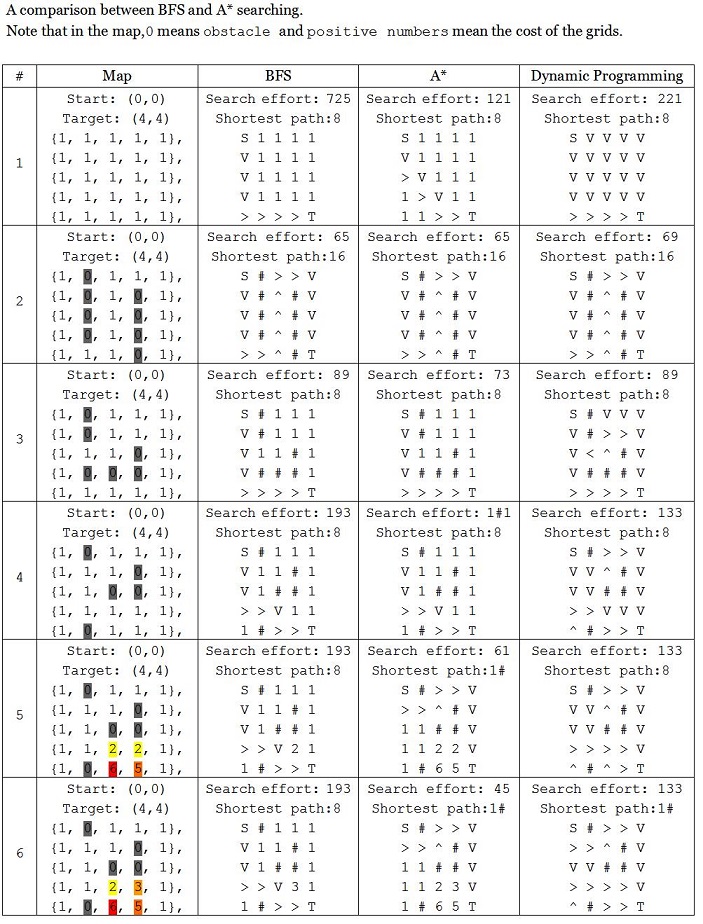 A comparison between BFS and A* searching.
Note that in the map,0 means obstacle and positive numbers mean the cost of the grids.
# Map BFS A* Dynamic Programming
1
Start: (0,0)
Target: (4,4)
{1, 1, 1, 1, 1},
{1, 1, 1, 1, 1},
{1, 1, 1, 1, 1},
{1, 1, 1, 1, 1},
{1, 1, 1, 1, 1},
Search effort: 725
Shortest path:8
S 1 1 1 1
V 1 1 1 1
V 1 1 1 1
V 1 1 1 1
> > > > T
Search effort: 121
Shortest path:8
S 1 1 1 1
V 1 1 1 1
> V 1 1 1
1 > V 1 1
1 1 > > T
Search effort: 221
Shortest path:8
S V V V V
V V V V V
V V V V V
V V V V V
> > > > T
2
Start: (0,0)
Target: (4,4)
{1, 0, 1, 1, 1},
{1, 0, 1, 0, 1},
{1, 0, 1, 0, 1},
{1, 0, 1, 0, 1},
{1, 1, 1, 0, 1},
Search effort: 65
Shortest path:16
S # > > V
V # ^ # V
V # ^ # V
V # ^ # V
> > ^ # T
Search effort: 65
Shortest path:16
S # > > V
V # ^ # V
V # ^ # V
V # ^ # V
> > ^ # T
Search effort: 69
Shortest path:16
S # > > V
V # ^ # V
V # ^ # V
V # ^ # V
> > ^ # T
3
Start: (0,0)
Target: (4,4)
{1, 0, 1, 1, 1},
{1, 0, 1, 1, 1},
{1, 1, 1, 0, 1},
{1, 0, 0, 0, 1},
{1, 1, 1, 1, 1},
Search effort: 89
Shortest path:8
S # 1 1 1
V # 1 1 1
V 1 1 # 1
V # # # 1
> > > > T
Search effort: 73
Shortest path:8
S # 1 1 1
V # 1 1 1
V 1 1 # 1
V # # # 1
> > > > T
Search effort: 89
Shortest path:8
S # V V V
V # > > V
V < ^ # V
V # # # V
> > > > T
4
Start: (0,0)
Target: (4,4)
{1, 0, 1, 1, 1},
{1, 1, 1, 0, 1},
{1, 1, 0, 0, 1},
{1, 1, 1, 1, 1},
{1, 0, 1, 1, 1},
Search effort: 193
Shortest path:8
S # 1 1 1
V 1 1 # 1
V 1 # # 1
> > V 1 1
1 # > > T
Search effort: 1#1
Shortest path:8
S # 1 1 1
V 1 1 # 1
V 1 # # 1
> > V 1 1
1 # > > T
Search effort: 133
Shortest path:8
S # > > V
V V ^ # V
V V # # V
> > V V V
^ # > > T
5
Start: (0,0)
Target: (4,4)
{1, 0, 1, 1, 1},
{1, 1, 1, 0, 1},
{1, 1, 0, 0, 1},
{1, 1, 2, 2, 1},
{1, 0, 6, 5, 1},
Search effort: 193
Shortest path:8
S # 1 1 1
V 1 1 # 1
V 1 # # 1
> > V 2 1
1 # > > T
Search effort: 61
Shortest path:1#
S # > > V
> > ^ # V
1 1 # # V
1 1 2 2 V
1 # 6 5 T
Search effort: 133
Shortest path:8
S # > > V
V V ^ # V
V V # # V
> > > > V
^ # ^ > T
6
Start: (0,0)
Target: (4,4)
{1, 0, 1, 1, 1},
{1, 1, 1, 0, 1},
{1, 1, 0, 0, 1},
{1, 1, 2, 3, 1},
{1, 0, 6, 5, 1},
Search effort: 193
Shortest path:8
S # 1 1 1
V 1 1 # 1
V 1 # # 1
> > V 3 1
1 # > > T
Search effort: 45
Shortest path:1#
S # > > V
> > ^ # V
1 1 # # V
1 1 2 3 V
1 # 6 5 T
Search effort: 133
Shortest path:1#
S # > > V
> > ^ # V
V V # # V
> > > > V
^ # > > T